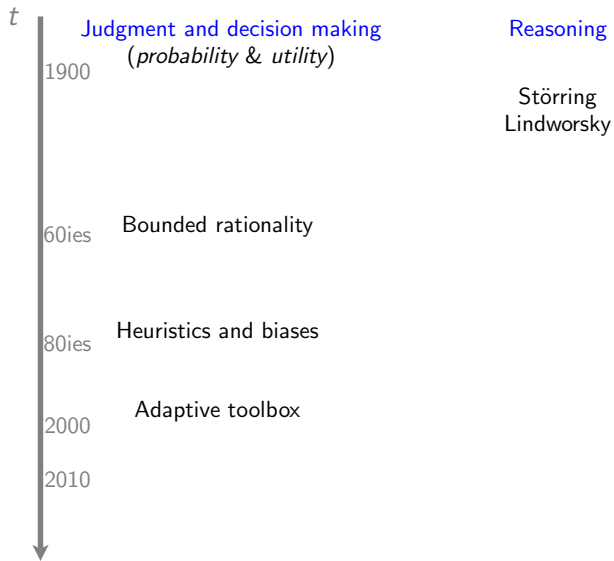 t
Judgment and decision making
(probability & utility)
Reasoning
1900
Störring
Lindworsky
60ies
Bounded rationality
80ies
Heuristics and biases
Adaptive toolbox
2000
2010